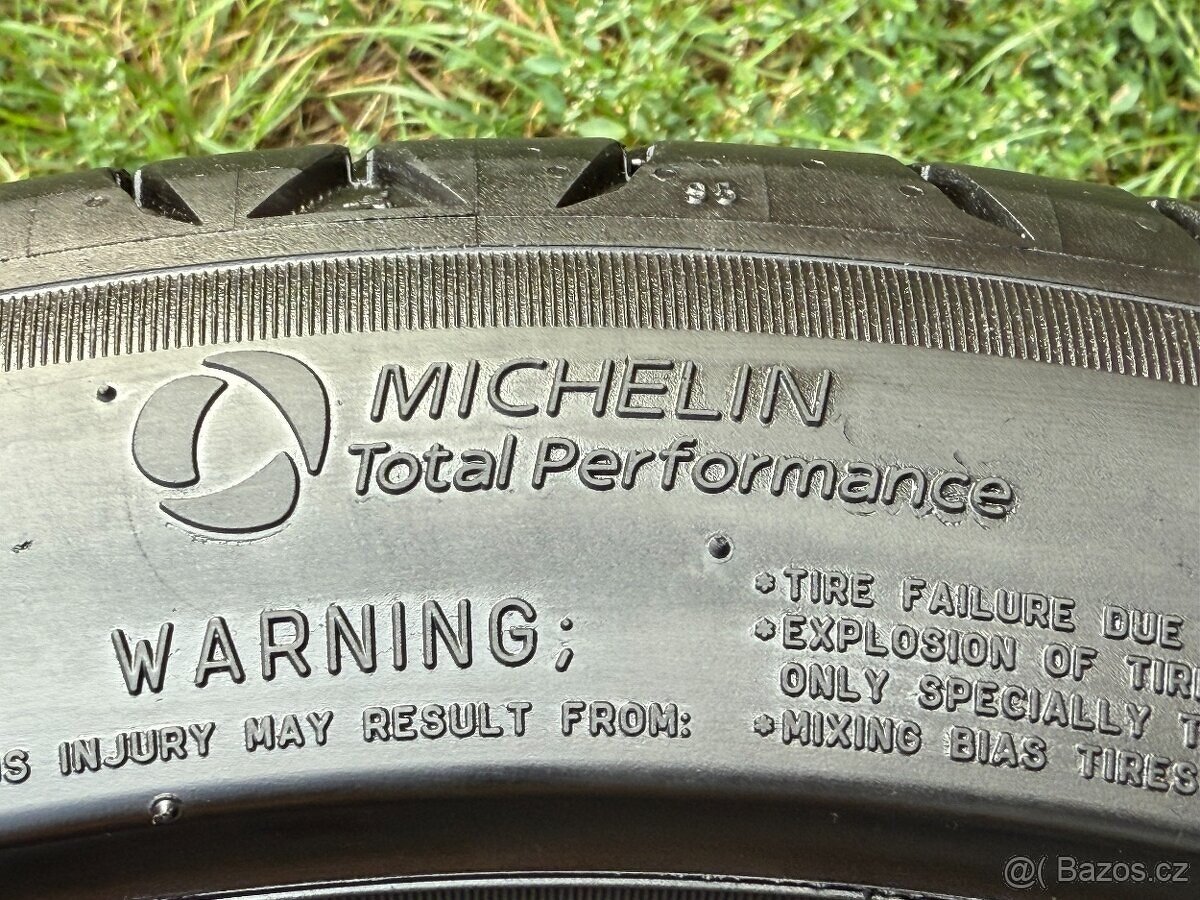 95
MICHELIN
Total Performance
WARNING;
INJURY MAY RESULT FROM:
*TIRE FAILURE DUE
*EXPLOSION OF
ONLY SPECIALLY
*MIXING BIAS TIRES
@( Bazos.cz